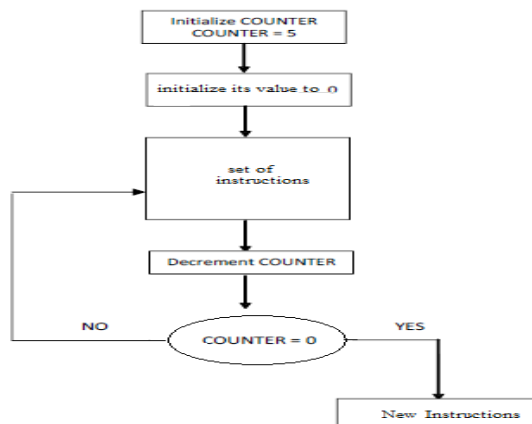 Initialize COUNTER
COUNTER = 5
initialize its value to 0
set of
instructions
Decrement COUNTER
NO
COUNTER = 0
YES
New Instructions